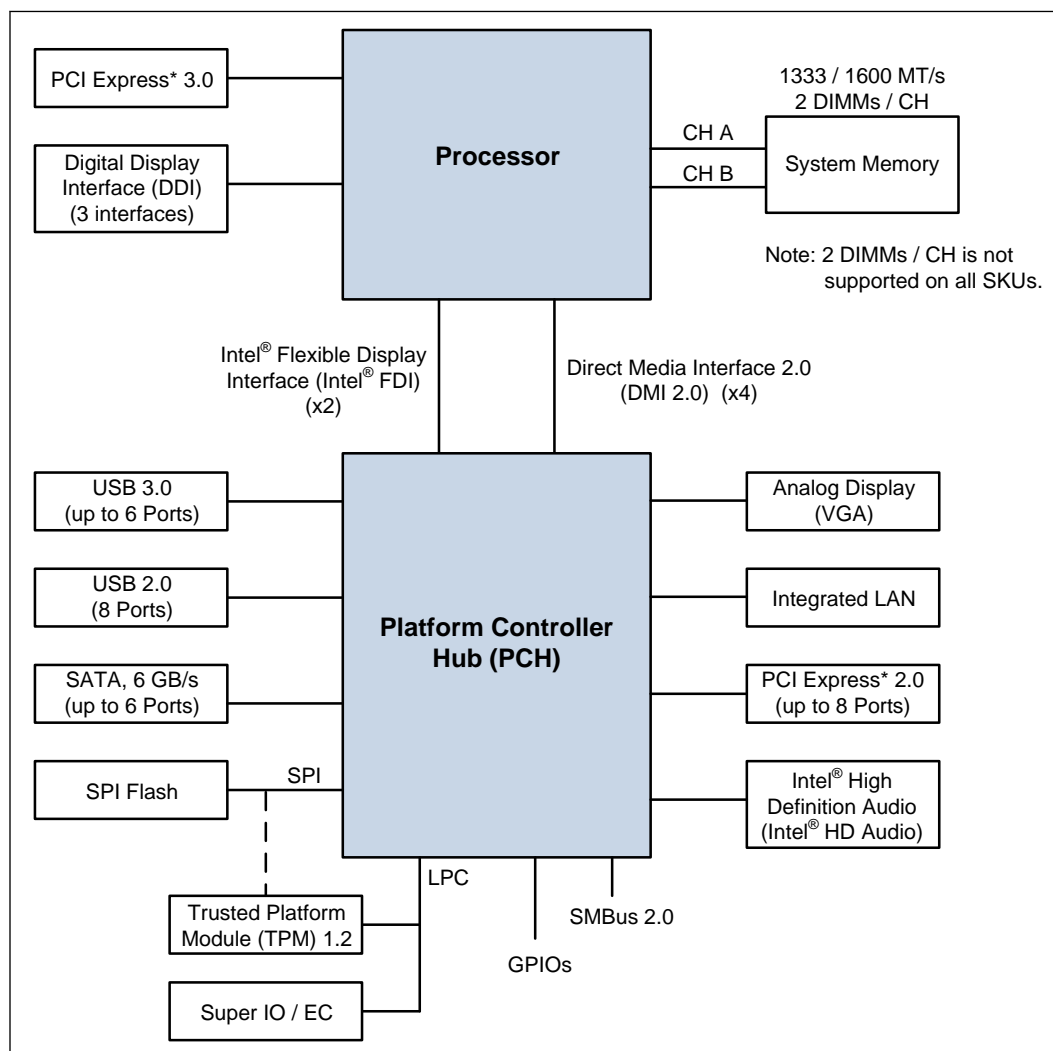 PCI Express* 3.0
Digital Display
Interface (DDI)
(3 interfaces)
Processor
1333 / 1600 MT/s
2 DIMMs / CH
CH A
CH B
System Memory
Note: 2 DIMMs / CH is not
supported on all SKUs.
Intel® Flexible Display
Interface (Intel® FDI)
(x2)
Direct Media Interface 2.0
(DMI 2.0) (x4)
USB 3.0
(up to 6 Ports)
USB 2.0
(8 Ports)
SATA, 6 GB/s
(up to 6 Ports)
SPI Flash
SPI
Platform Controller
Hub (PCH)
Analog Display
(VGA)
Integrated LAN
PCI Express* 2.0
(up to 8 Ports)
Intel® High
Definition Audio
(Intel® HD Audio)
LPC
Trusted Platform
Module (TPM) 1.2
Super IO / EC
GPIOs
SMBus 2.0